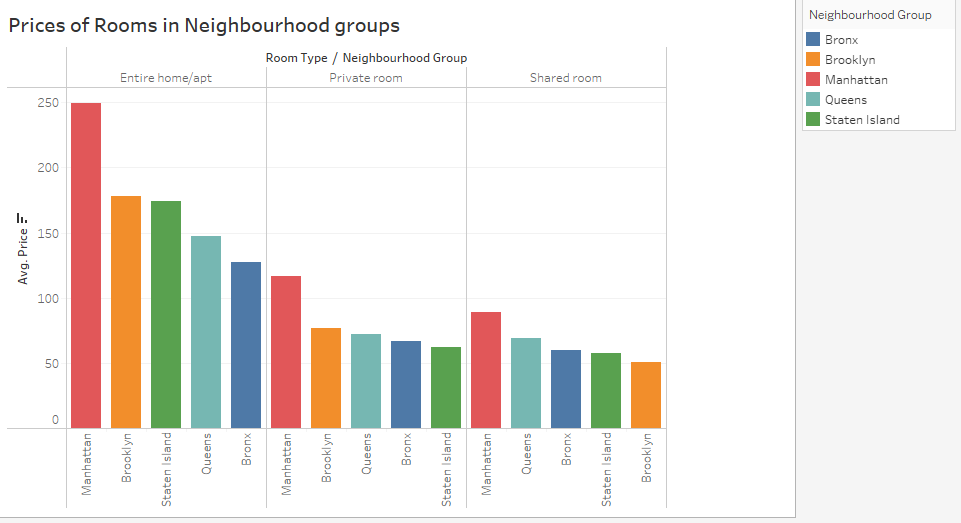 Prices of Rooms in Neighbourhood groups
Room Type / Neighbourhood Group
Entire home/apt
Private room
Shared room
Avg. Price
250
200
150
100
50
0
Manhattan
Brooklyn
Staten Island
Queens
Bronx
Manhattan
Brooklyn
Queens
Bronx
Staten Island
Manhattan
Queens
Bronx
Staten Island
Brooklyn
Neighbourhood Group
Bronx
Brooklyn
Manhattan
Queens
Staten Island